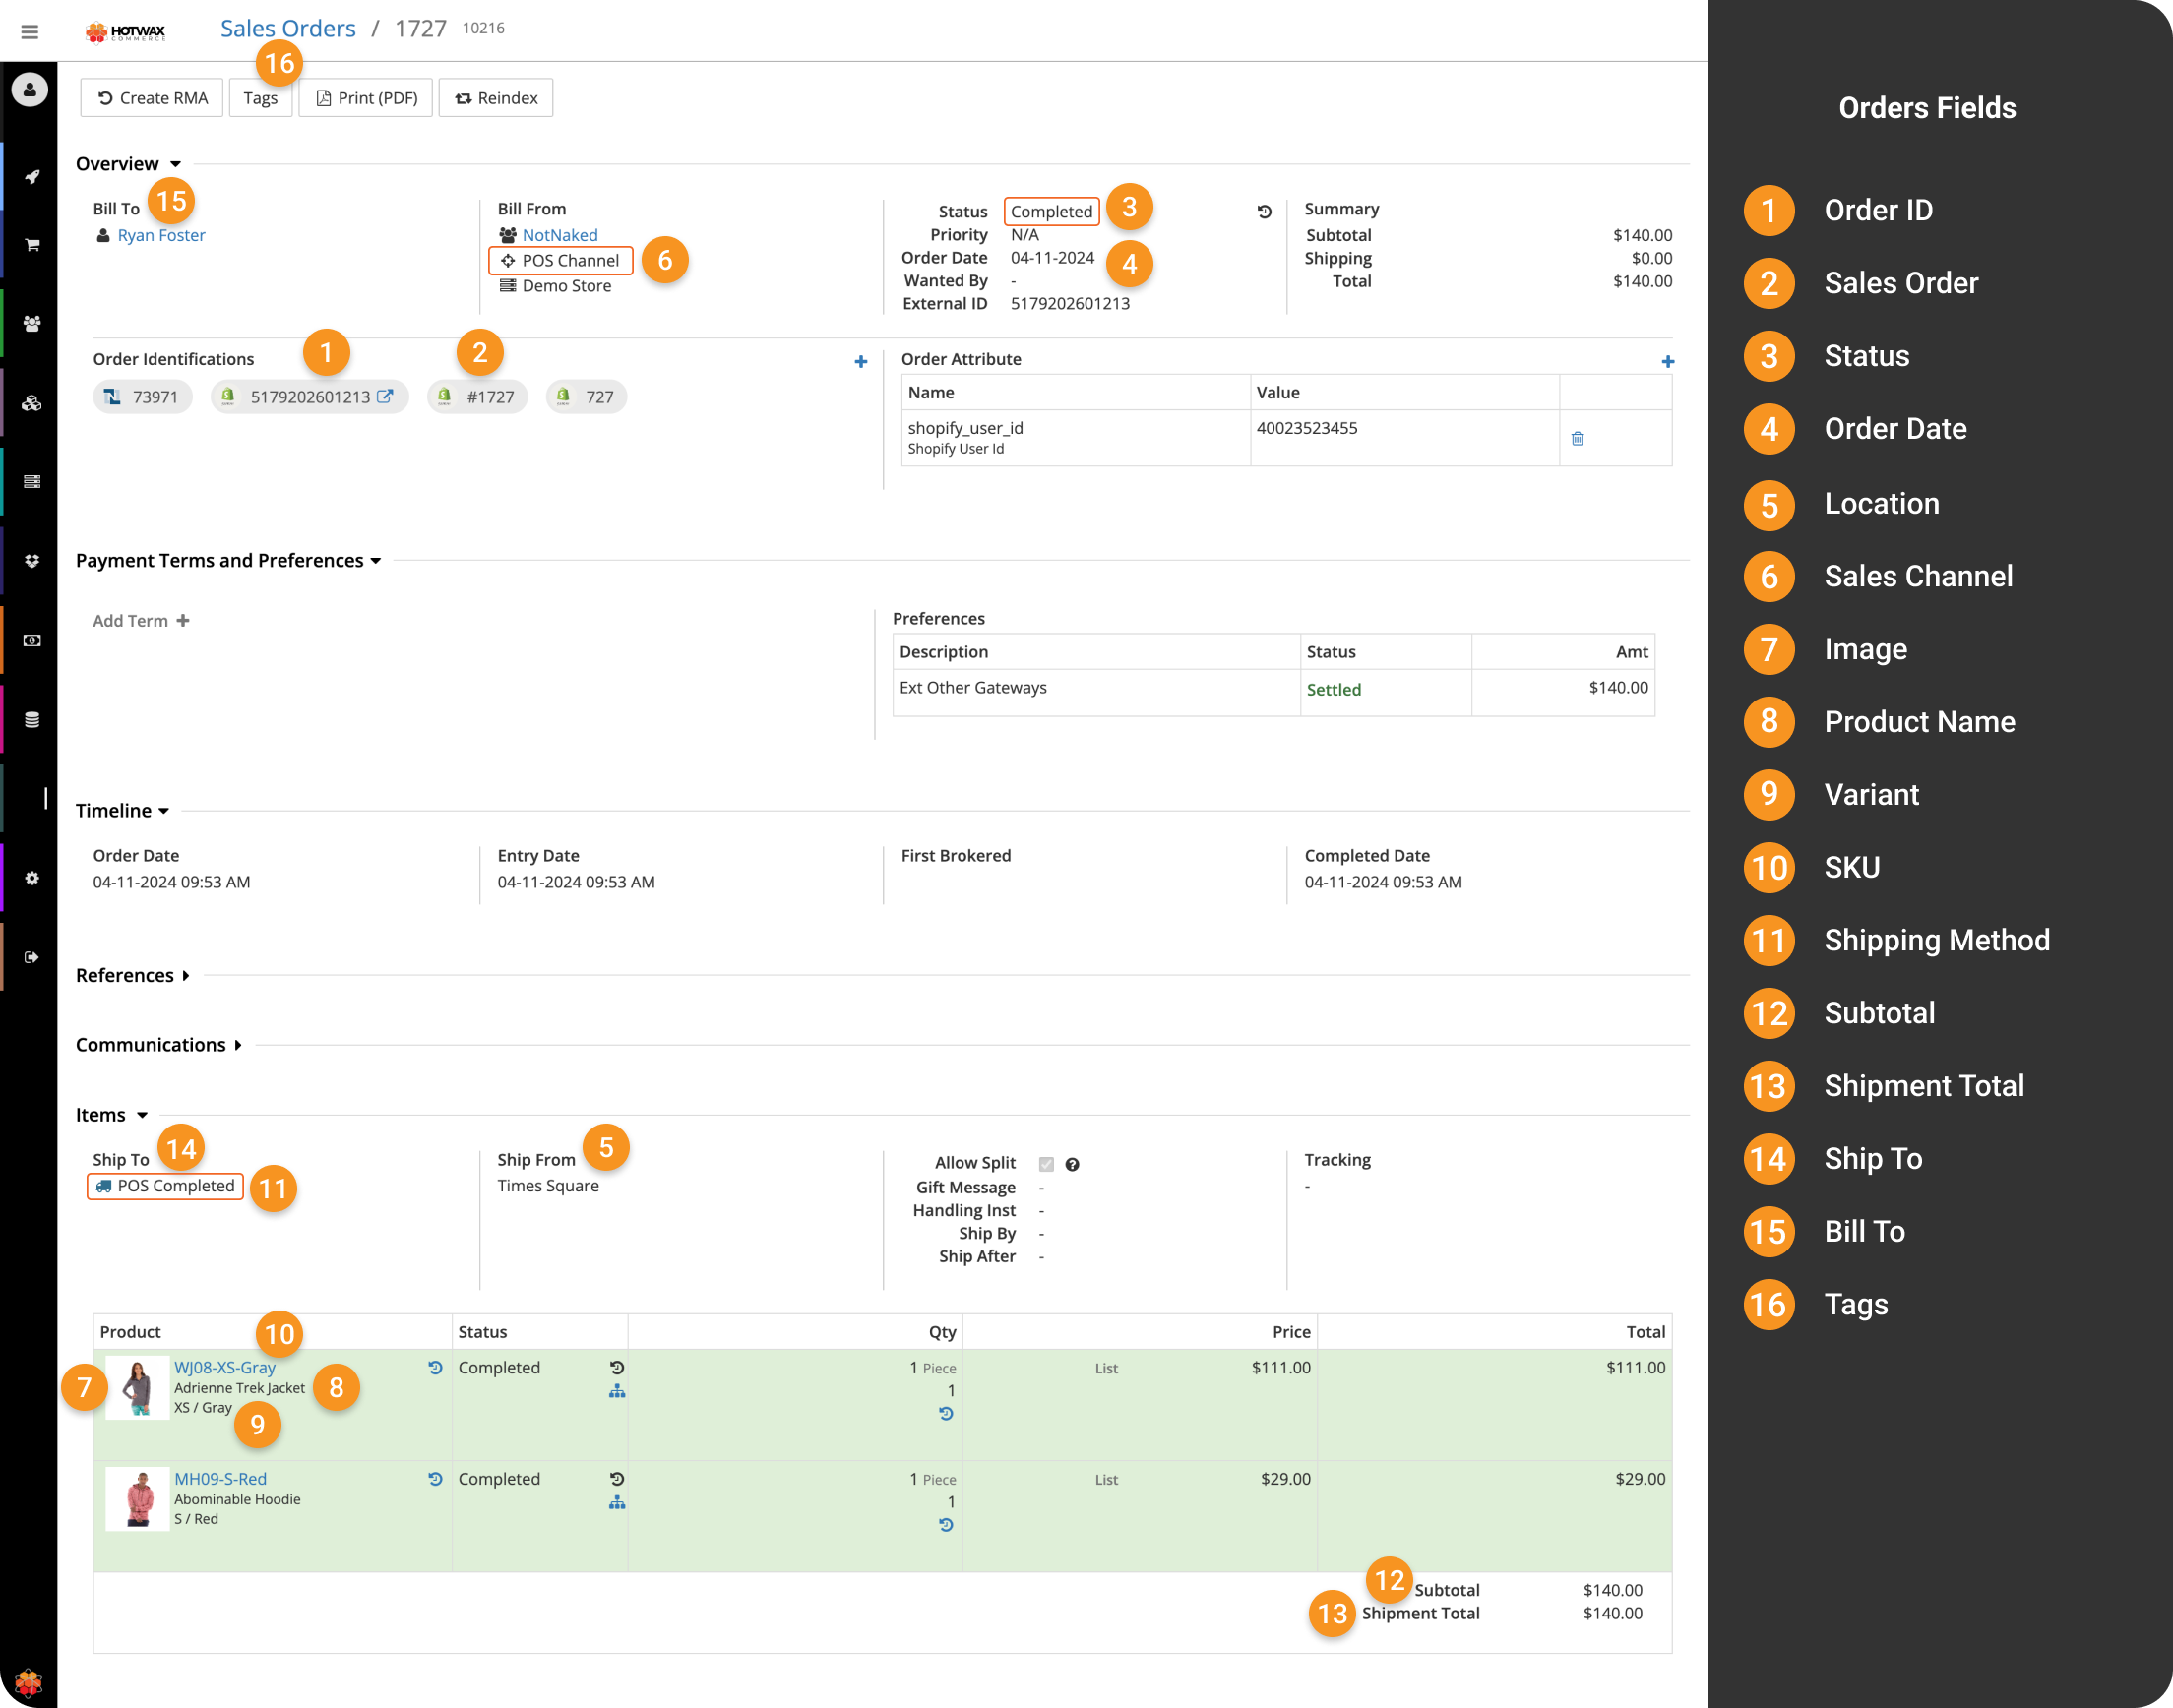 HOTWAX
COMMERCE
Sales Orders / 1727 10216
16
Create RMA
Tags
Print (PDF)
Reindex
Overview
Bill To
15
Ryan Foster
Bill From
NotNaked
POS Channel
6
Demo Store
Status Completed
3
Priority N/A
Order Date 04-11-2024
4
Wanted By -
External ID 5179202601213
Summary
Subtotal $140.00
Shipping $0.00
Total $140.00
Order Identifications
1
2
73971
5179202601213
#1727
727
Order Attribute
Name Value
shopify_user_id 40023523455
Shopify User Id
Payment Terms and Preferences
Add Term
Preferences
Description Status Amt
Ext Other Gateways Settled $140.00
Timeline
Order Date
04-11-2024 09:53 AM
Entry Date
04-11-2024 09:53 AM
First Brokered
Completed Date
04-11-2024 09:53 AM
References
Communications
Items
Ship To
14
POS Completed
11
Ship From
5
Times Square
Allow Split
Gift Message -
Handling Inst -
Ship By -
Ship After -
Tracking
-
Product Status Qty Price Total
10
7
WJ08-XS-Gray Completed 1 Piece List $111.00 $111.00
Adrienne Trek Jacket 1
8
XS / Gray
9
MH09-S-Red Completed 1 Piece List $29.00 $29.00
Abominable Hoodie 1
S / Red
12
Subtotal $140.00
13
Shipment Total $140.00
Orders Fields
1 Order ID
2 Sales Order
3 Status
4 Order Date
5 Location
6 Sales Channel
7 Image
8 Product Name
9 Variant
10 SKU
11 Shipping Method
12 Subtotal
13 Shipment Total
14 Ship To
15 Bill To
16 Tags